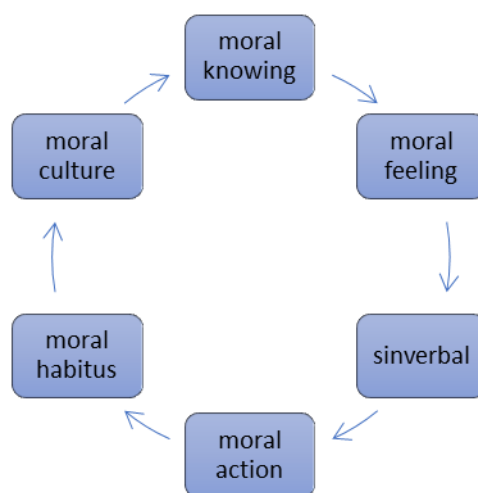 moral
knowing
moral
feeling
sinverbal
moral
action
moral
habitus
moral
culture